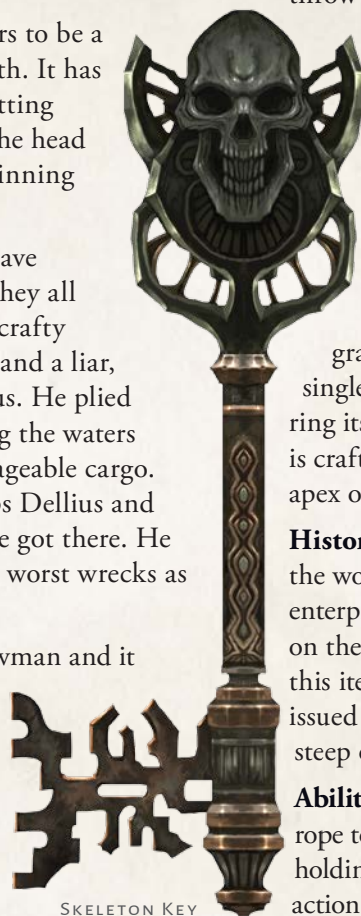 rs to be a
th. It has
tting
he head
inning
ave
hey all
crafty
and a liar,
us. He plied
g the waters
ageable cargo.
s Dellius and
e got there. He
worst wrecks as
wman and it
SKELETON KEY
throw
gra
single
ring its
is craft
apex o
Histor
the wo
enterp
on the
this ite
issued
steep
Abilit
rope to
holdin
action